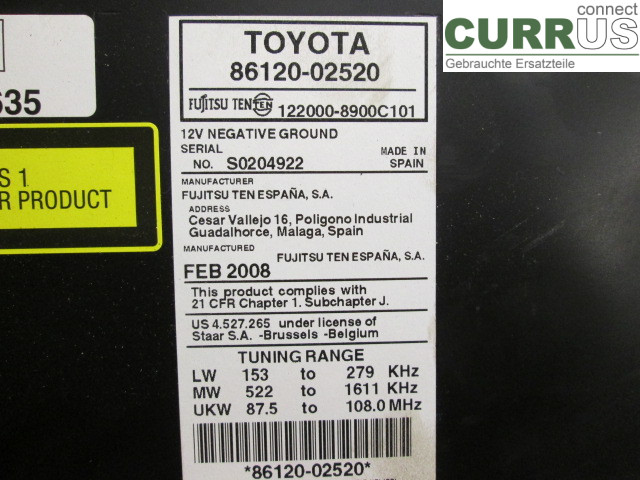 connect
CURRUS
Gebrauchte Ersatzteile
635
S 1
R PRODUCT
TOYOTA
86120-02520
FUJITSU TEN TEN 122000-8900C101
12V NEGATIVE GROUND
SERIAL MADE IN
NO. S0204922 SPAIN
MANUFACTURER
FUJITSU TEN ESPAÑA, S.A.
ADDRESS
Cesar Vallejo 16, Poligono Industrial
Guadalhorce, Malaga, Spain
MANUFACTURED FUJITSU TEN ESPAÑA, S.A.
FEB 2008
This product complies with
21 CFR Chapter 1. Subchapter J.
US 4.527.265 under license of
Staar S.A. -Brussels -Belgium
TUNING RANGE
LW 153 to 279 KHz
MW 522 to 1611 KHz
UKW 87.5 to 108.0 MHz
*86120-02520*